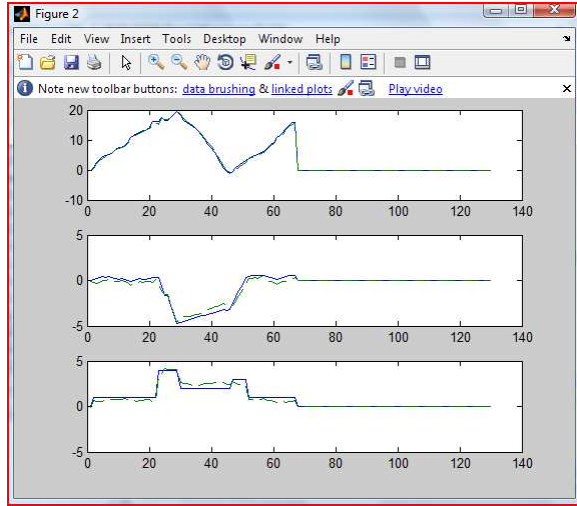 Figure 2
File Edit View Insert Tools Desktop Window Help
Note new toolbar buttons: data brushing & linked plots Play video
20
10
0
-10
0 20 40 60 80 100 120 140
5
0
-5
0 20 40 60 80 100 120 140
5
0
-5
0 20 40 60 80 100 120 140